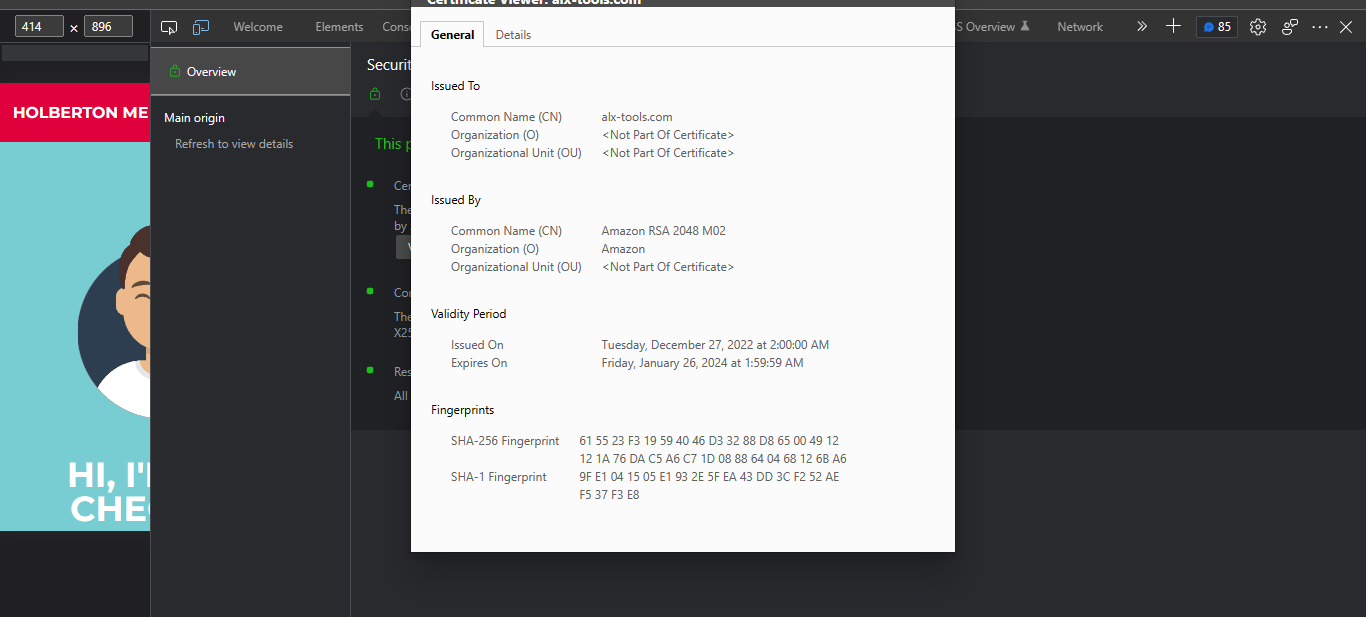 Certificate Viewer: alx-tools.com
414 × 896
Welcome Elements Cons
S Overview Network 85
General Details
HOLBERTON ME
HI, I'
CHE
Overview
Main origin
Refresh to view details
Securit
This p
Cer
The
by
V
Con
The
X25
Res
All
Issued To
Common Name (CN) alx-tools.com
Organization (O) <Not Part Of Certificate>
Organizational Unit (OU) <Not Part Of Certificate>
Issued By
Common Name (CN) Amazon RSA 2048 M02
Organization (O) Amazon
Organizational Unit (OU) <Not Part Of Certificate>
Validity Period
Issued On Tuesday, December 27, 2022 at 2:00:00 AM
Expires On Friday, January 26, 2024 at 1:59:59 AM
Fingerprints
SHA-256 Fingerprint 61 55 23 F3 19 59 40 46 D3 32 88 D8 65 00 49 12
12 1A 76 DA C5 A6 C7 1D 08 88 64 04 68 12 6B A6
SHA-1 Fingerprint 9F E1 04 15 05 E1 93 2E 5F EA 43 DD 3C F2 52 AE
F5 37 F3 E8